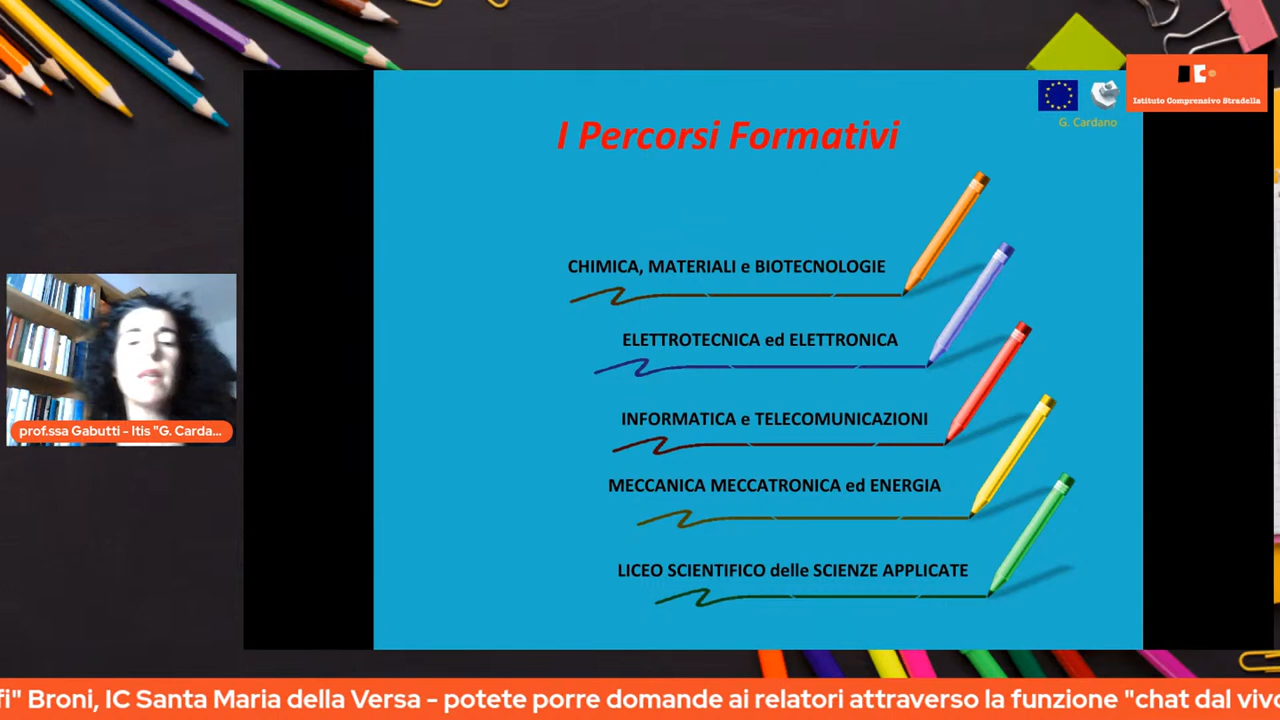 Istituto Comprensivo Stradella
G. Cardano
I Percorsi Formativi
CHIMICA, MATERIALI e BIOTECNOLOGIE
ELETTROTECNICA ed ELETTRONICA
INFORMATICA e TELECOMUNICAZIONI
MECCANICA MECCATRONICA ed ENERGIA
LICEO SCIENTIFICO delle SCIENZE APPLICATE
prof.ssa Gabutti - Itis "G. Carda...
fi" Broni, IC Santa Maria della Versa - potete porre domande ai relatori attraverso la funzione "chat dal vivo